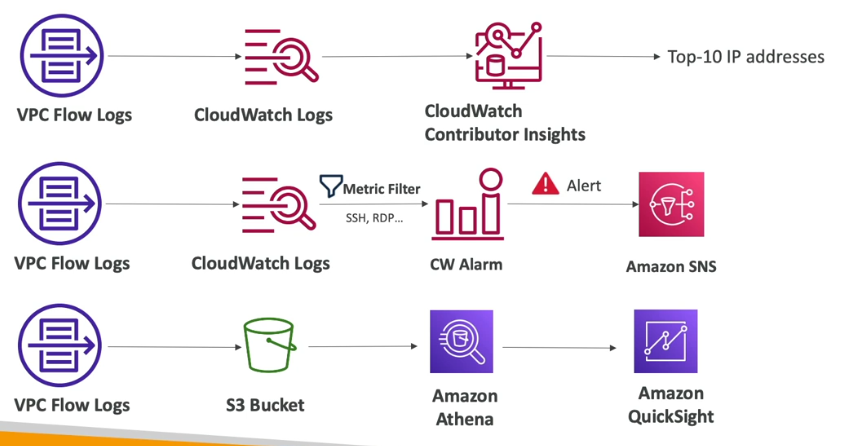 VPC Flow Logs
CloudWatch Logs
CloudWatch
Contributor Insights
Top-10 IP addresses
VPC Flow Logs
CloudWatch Logs
Metric Filter
SSH, RDP...
CW Alarm
Alert
Amazon SNS
VPC Flow Logs
S3 Bucket
Amazon
Athena
Amazon
QuickSight